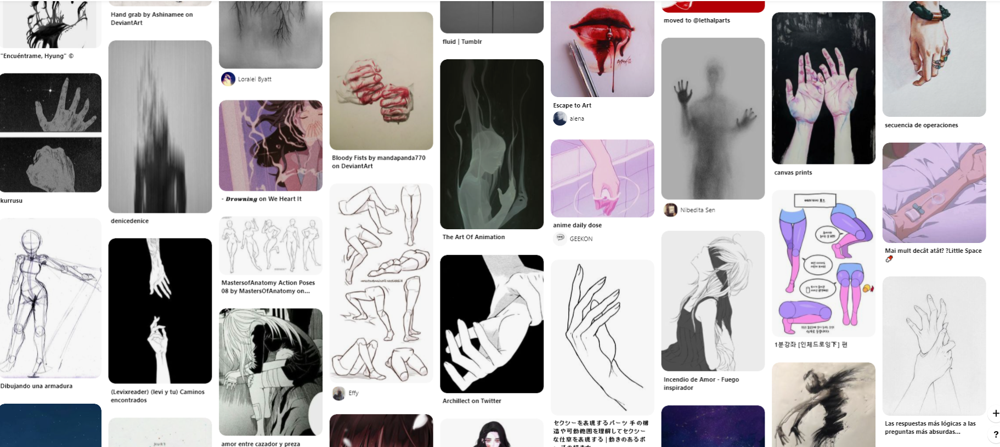 "Encuéntrame, Hyung" ©
kurrusu
Dibujando una armadura
Hand grab by Ashinamee on
DeviantArt
denicedenice
(Levixreader) (levi y tu) Caminos
encontrados
Loralei Byatt
- Drowning on We Heart It
MastersofAnatomy Action Poses
08 by MastersOfAnatomy on...
amor entre cazador y preza
Bloody Fists by mandapanda770
on DeviantArt
Effy
fluid | Tumblr
The Art Of Animation
Archillect on Twitter
Escape to Art
alena
anime daily dose
GEEKON
セクシーを表現するパーツ 手の構
造や可動範囲を理解してセクシー
な仕草を表現する | 動きのあるポ
moved to @lethalparts
Nibedita Sen
Incendio de Amor - Fuego
inspirador
canvas prints
1분강좌 [인체드로잉下] 편
secuencia de operaciones
Mai mult decât atât? ?Little Space
Las respuestas más lógicas a las
preguntas más absurdas...
+
?